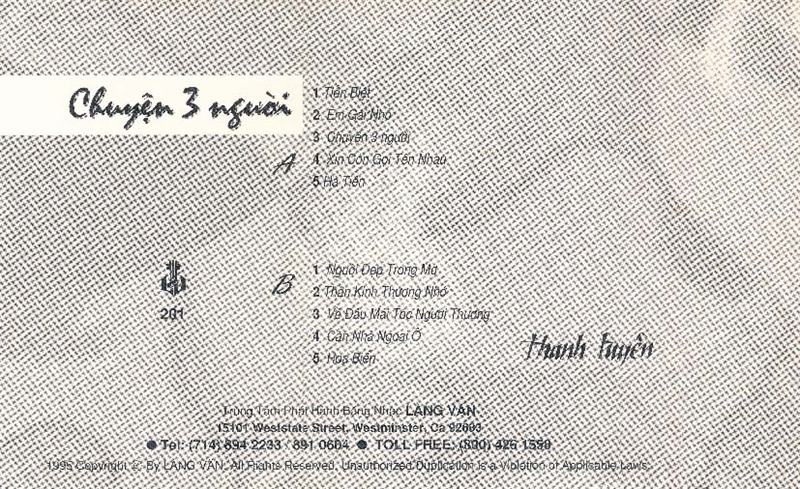 Chuyện 3 người
A
1 Tiễn Biệt
2 Em Gái Nhỏ
3 Chuyện 3 người
4 Xin Còn Gọi Tên Nhau
5 Hà Tiên
B
1 Người Đẹp Trong Mơ
2 Thần Kinh Thương Nhớ
3 Về Đâu Mái Tóc Người Thương
4 Căn Nhà Ngoại Ô
5 Hoa Biển
201
Thanh Tuyền
Trung Tâm Phát Hành Băng Nhạc LÀNG VĂN
15101 Weststate Street, Westminster, Ca 92683
● Tel: (714) 894 2233 / 891 0604 ● TOLL FREE: (800) 426 1559
1995 Copyright © By LANG VAN. All Rights Reserved. Unauthorized Duplication is a Violation of Applicable Laws.